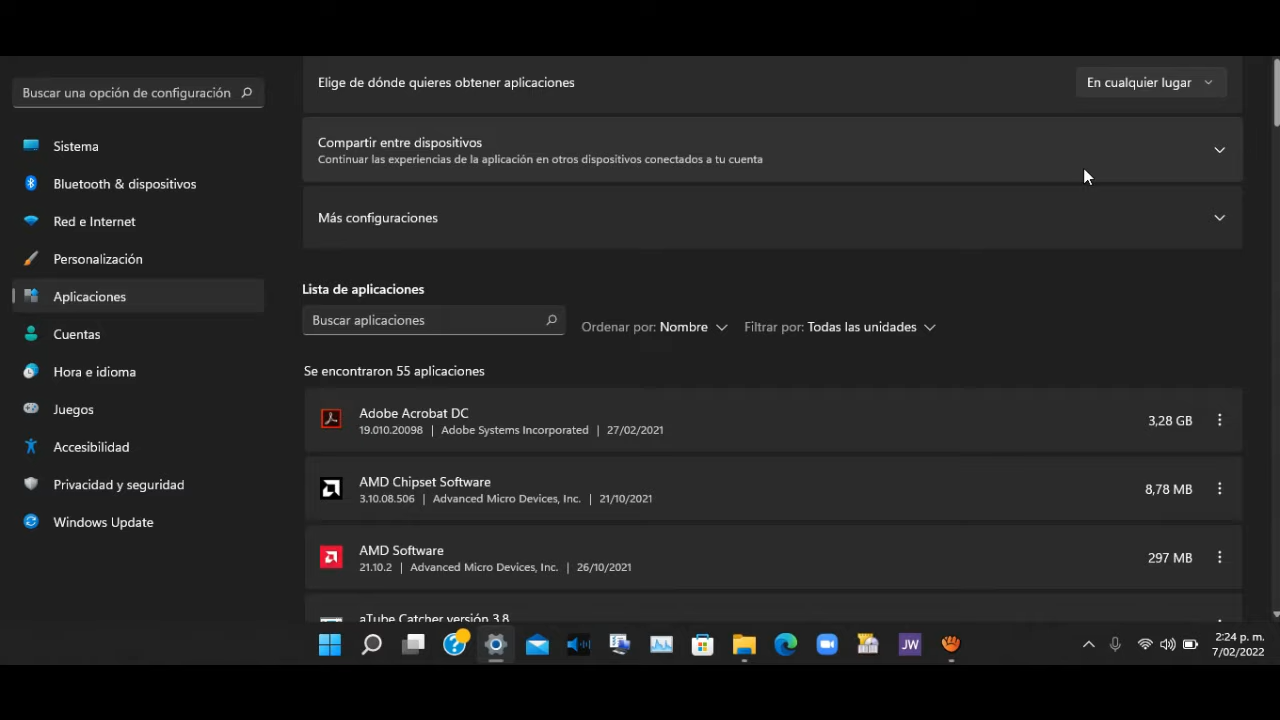 Buscar una opción de configuración
Sistema
Bluetooth & dispositivos
Red e Internet
Personalización
Aplicaciones
Cuentas
Hora e idioma
Juegos
Accesibilidad
Privacidad y seguridad
Windows Update
Elige de dónde quieres obtener aplicaciones
En cualquier lugar
Compartir entre dispositivos
Continuar las experiencias de la aplicación en otros dispositivos conectados a tu cuenta
Más configuraciones
Lista de aplicaciones
Buscar aplicaciones
Ordenar por: Nombre
Filtrar por: Todas las unidades
Se encontraron 55 aplicaciones
Adobe Acrobat DC
19.010.20098 | Adobe Systems Incorporated | 27/02/2021
3,28 GB
AMD Chipset Software
3.10.08.506 | Advanced Micro Devices, Inc. | 21/10/2021
8,78 MB
AMD Software
21.10.2 | Advanced Micro Devices, Inc. | 26/10/2021
297 MB
aTube Catcher versión 3.8
JW
2:24 p. m.
7/02/2022